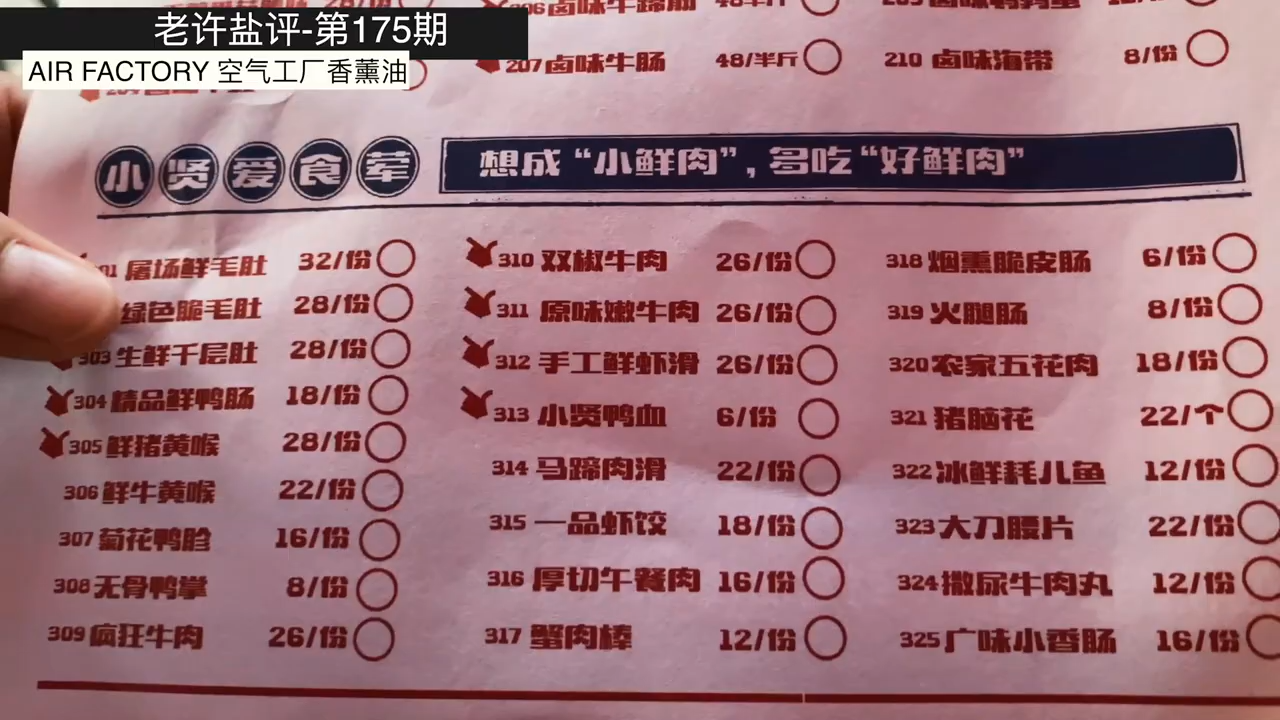 老许盐评-第175期
AIR FACTORY 空气工厂香薰油
207 卤味牛肠 48/半斤
210 卤味海带 8/份
小贤爱食荤
想成“小鲜肉”，多吃“好鲜肉”
屠场鲜毛肚 32/份
绿色脆毛肚 28/份
303 生鲜千层肚 28/份
304 精品鲜鸭肠 18/份
305 鲜猪黄喉 28/份
306 鲜牛黄喉 22/份
307 菊花鸭胗 16/份
308 无骨鸭掌 8/份
309 疯狂牛肉 26/份
310 双椒牛肉 26/份
311 原味嫩牛肉 26/份
312 手工鲜虾滑 26/份
313 小贤鸭血 6/份
314 马蹄肉滑 22/份
315 一品虾饺 18/份
316 厚切午餐肉 16/份
317 蟹肉棒 12/份
318 烟熏脆皮肠 6/份
319 火腿肠 8/份
320 农家五花肉 18/份
321 猪脑花 22/个
322 冰鲜耗儿鱼 12/份
323 大刀腰片 22/份
324 撒尿牛肉丸 12/份
325 广味小香肠 16/份